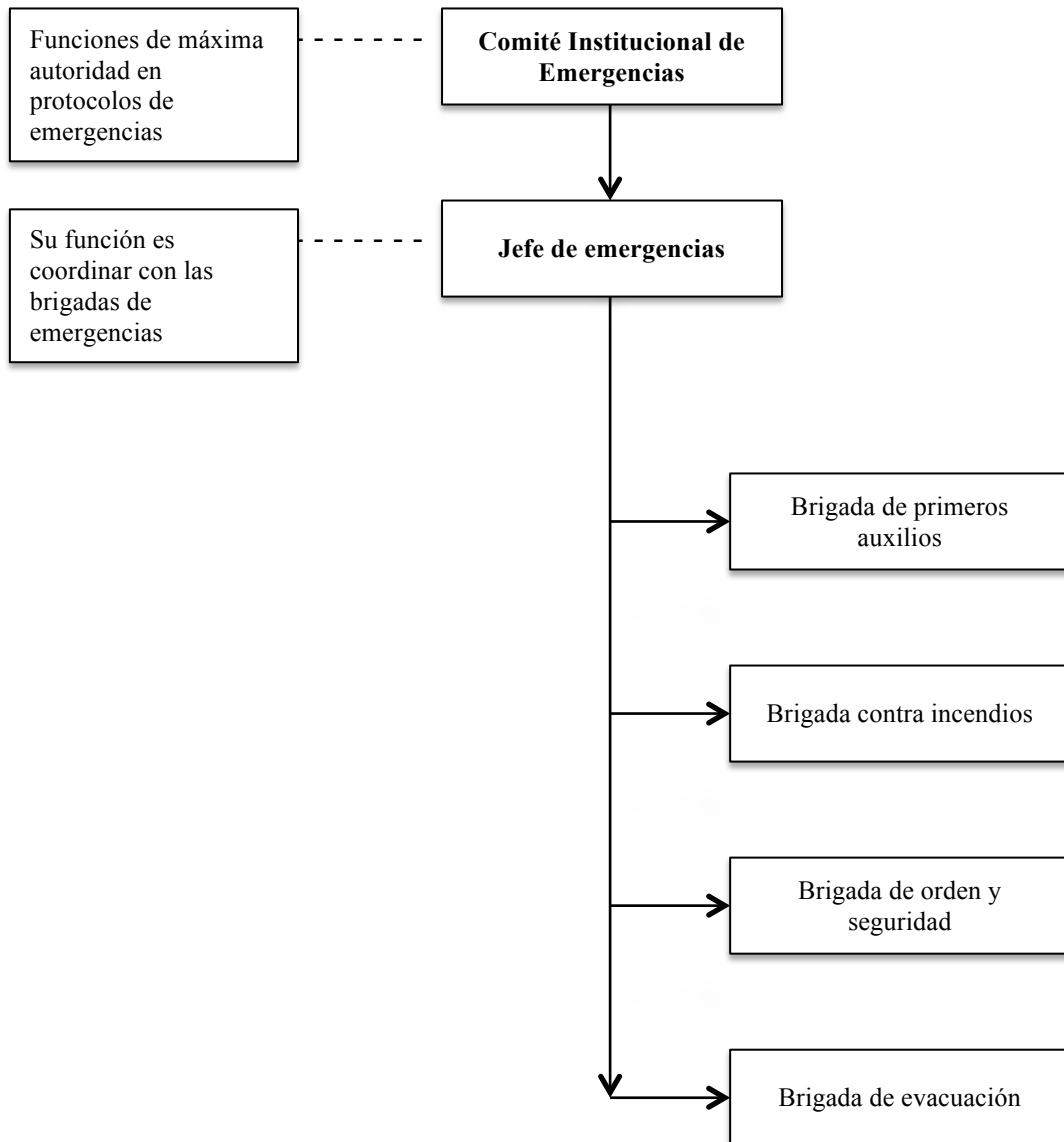 Funciones de máxima
autoridad en
protocolos de
emergencias
Comité Institucional de
Emergencias
Su función es
coordinar con las
brigadas de
emergencias
Jefe de emergencias
Brigada de primeros
auxilios
Brigada contra incendios
Brigada de orden y
seguridad
Brigada de evacuación